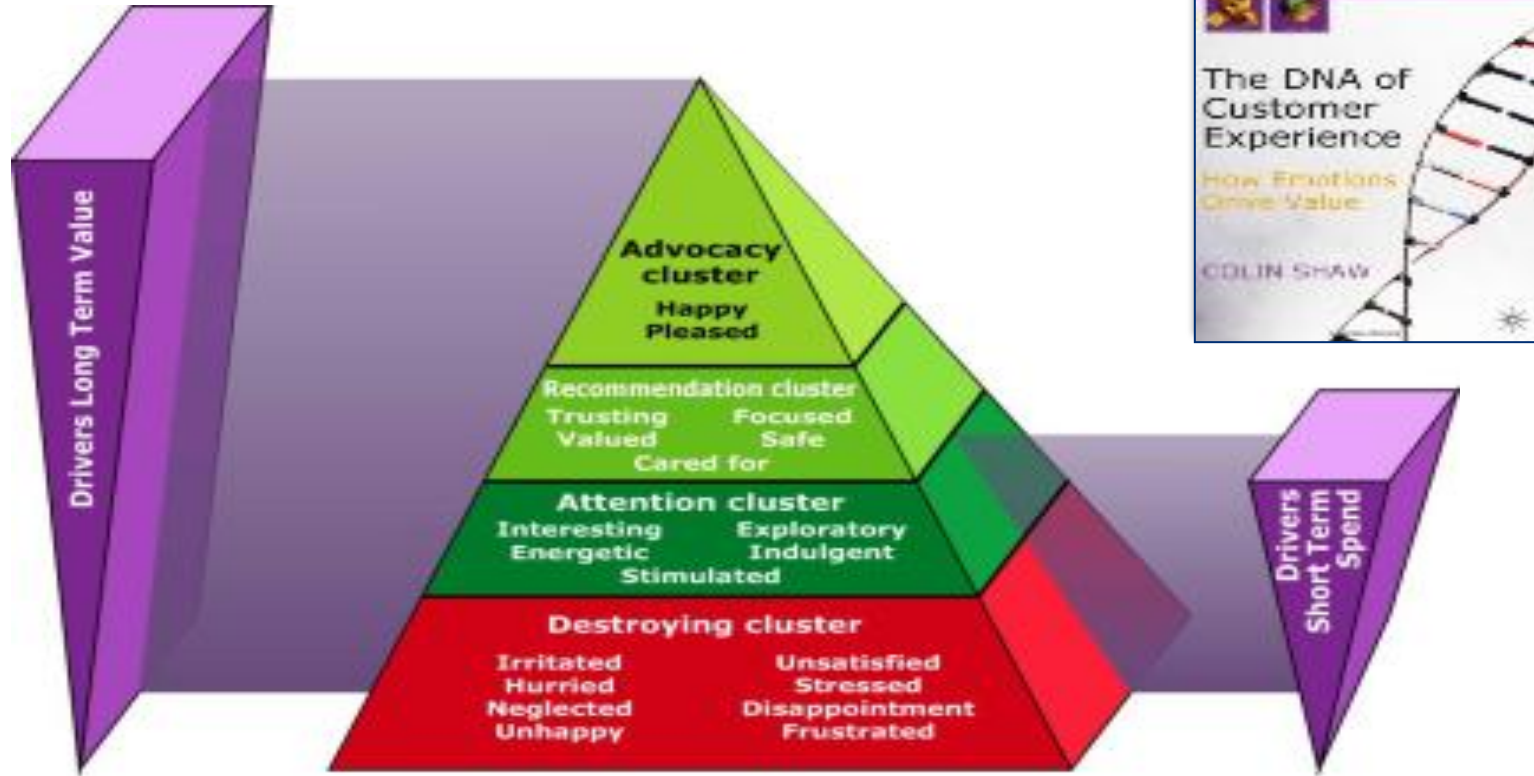 Drivers Long Term Value
Advocacy
cluster
Happy
Pleased
Recommendation cluster
Trusting Focused
Valued Safe
Cared for
Attention cluster
Interesting Exploratory
Energetic Indulgent
Stimulated
Destroying cluster
Irritated Unsatisfied
Hurried Stressed
Neglected Disappointment
Unhappy Frustrated
Drivers
Short Term
Spend
The DNA of
Customer
Experience
How Emotions
Drive Value
COLIN SHAW